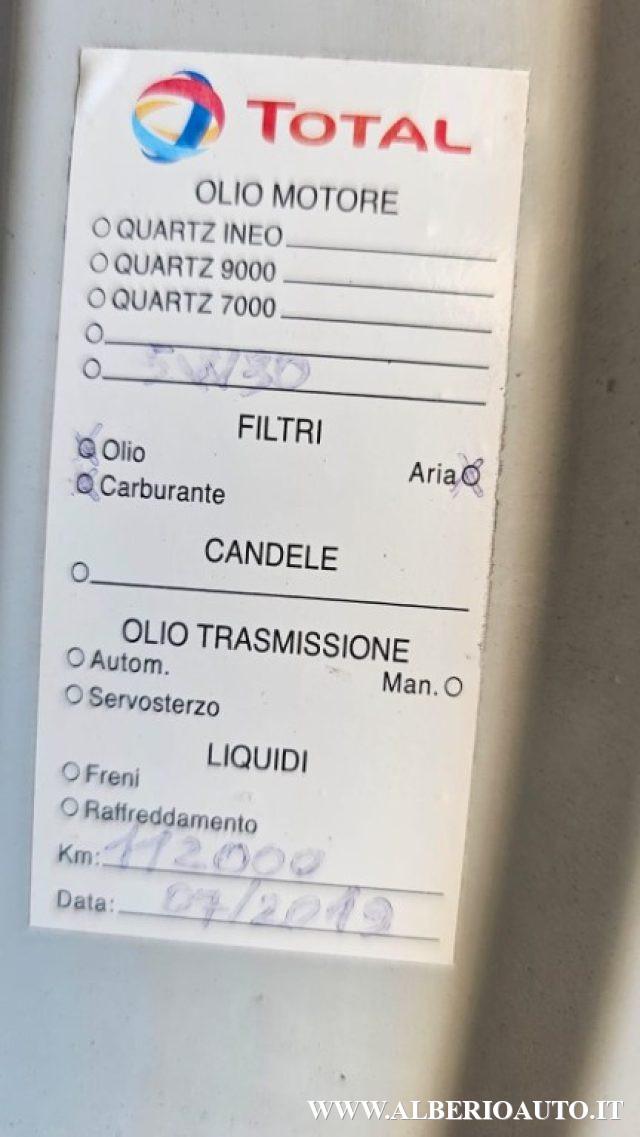 TOTAL
OLIO MOTORE
QUARTZ INEO
QUARTZ 9000
QUARTZ 7000
5W30
FILTRI
Olio
Aria
Carburante
CANDELE
OLIO TRASMISSIONE
Autom.
Man.
Servosterzo
LIQUIDI
Freni
Raffreddamento
Km: 112000
Data: 07/2019
WWW.ALBERIOAUTO.IT